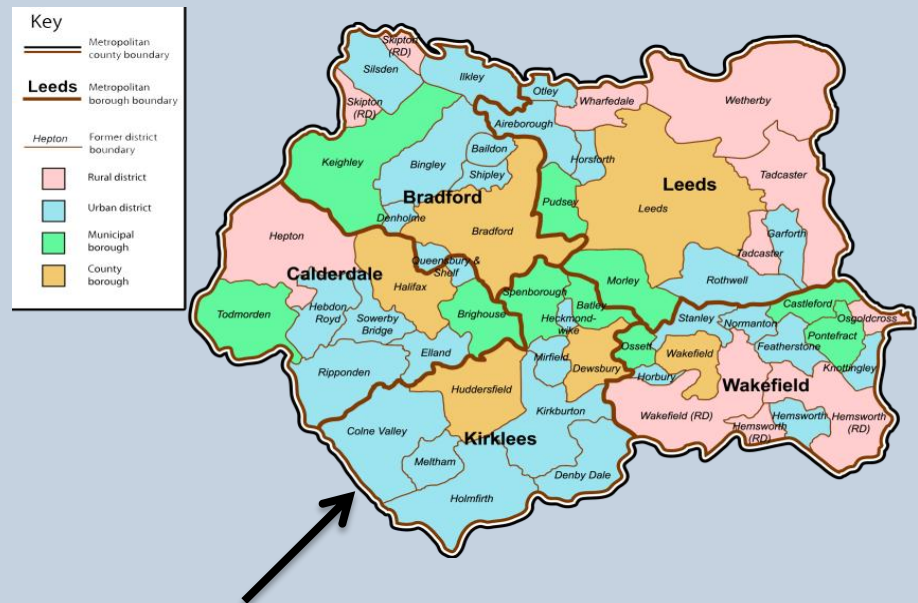 Key
Metropolitan
county boundary
Leeds
Metropolitan
borough boundary
Hepton
Former district
boundary
Rural district
Urban district
Municipal
borough
County
borough
Skipton
(RD)
Silsden
Ilkley
Skipton
(RD)
Otley
Wharfedale
Wetherby
Aireborough
Keighley
Bingley
Baildon
Shipley
Horsforth
Bradford
Leeds
Tadcaster
Pudsey
Leeds
Denholme
Bradford
Garforth
Tadcaster
Hepton
Queensbury &
Shelf
Calderdale
Halifax
Rothwell
Morley
Spenborough
Batley
Todmorden
Hebdon
Royd
Sowerby
Bridge
Brighouse
Heckmond-
wike
Stanley
Normanton
Castleford
Osgoldcross
Pontefract
Featherstone
Knottingley
Elland
Mirfield
Dewsbury
Ossett
Wakefield
Horbury
Wakefield
Ripponden
Huddersfield
Kirkburton
Wakefield (RD)
Hemsworth
(RD)
Hemsworth
Hemsworth
(RD)
Colne Valley
Kirklees
Meltham
Denby Dale
Holmfirth